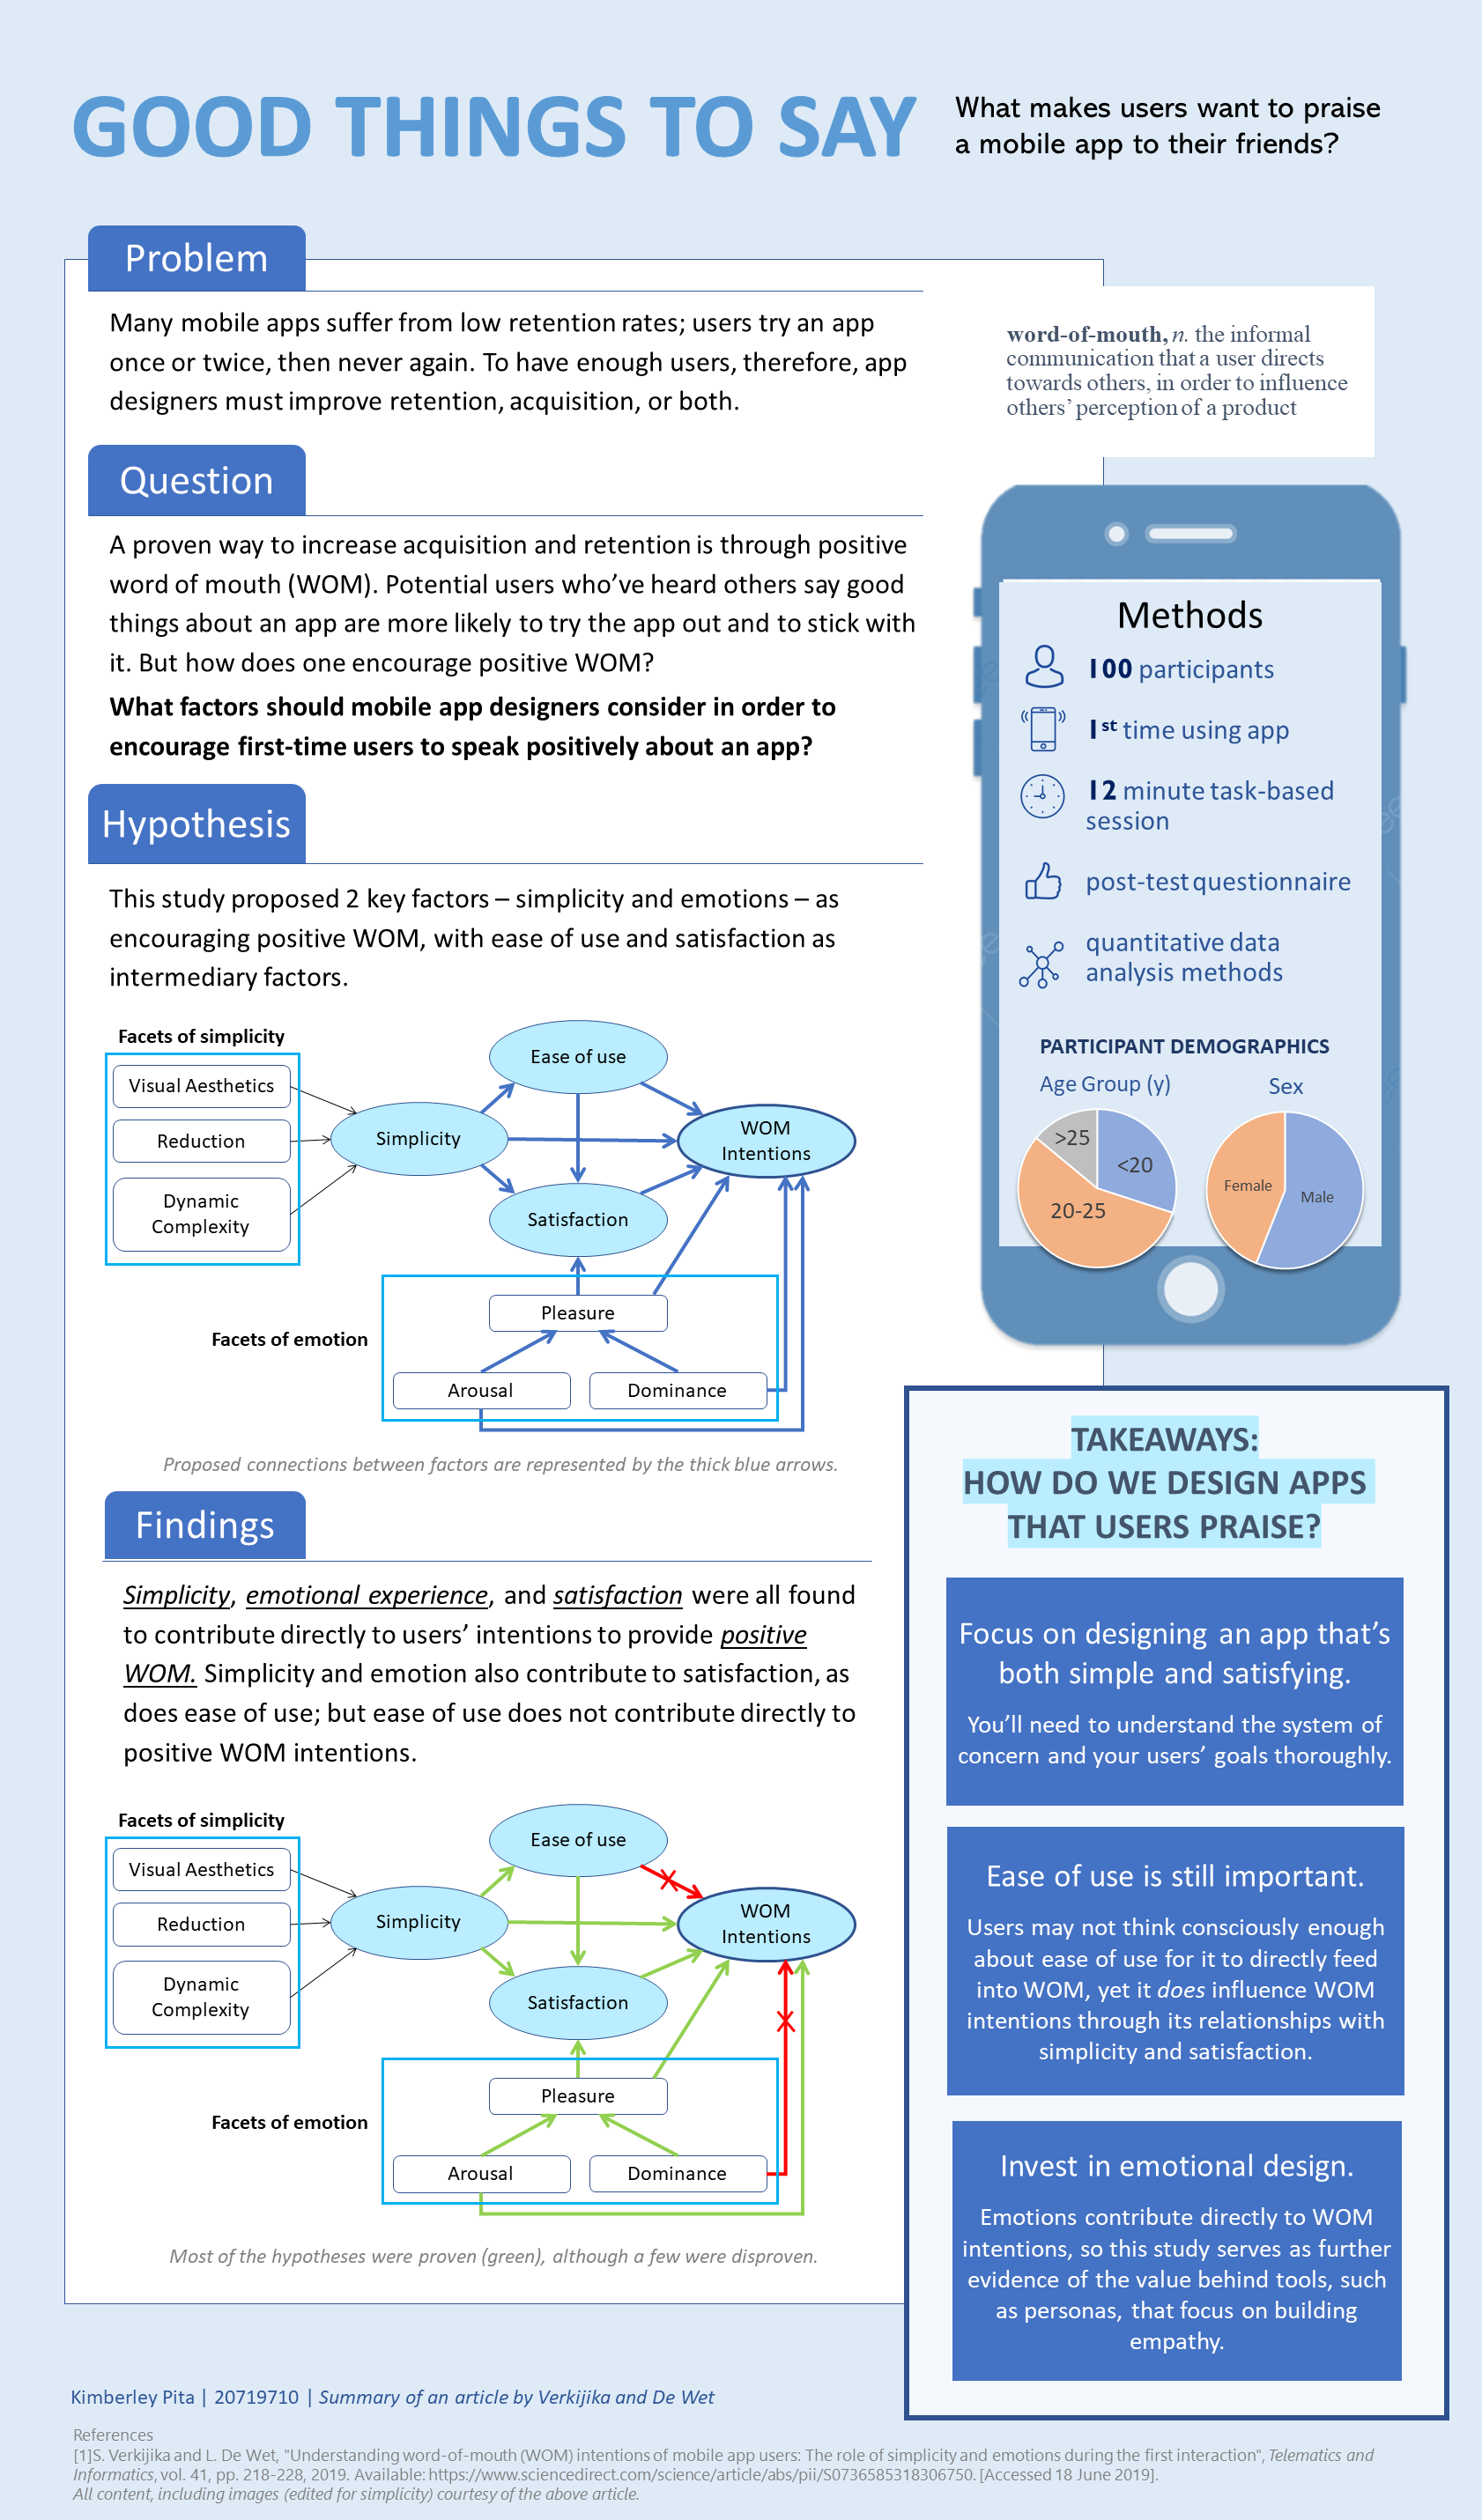 GOOD THINGS TO SAY
What makes users want to praise
a mobile app to their friends?
Problem
Many mobile apps suffer from low retention rates; users try an app
once or twice, then never again. To have enough users, therefore, app
designers must improve retention, acquisition, or both.
word-of-mouth, n. the informal
communication that a user directs
towards others, in order to influence
others' perception of a product
Question
A proven way to increase acquisition and retention is through positive
word of mouth (WOM). Potential users who've heard others say good
things about an app are more likely to try the app out and to stick with
it. But how does one encourage positive WOM?
What factors should mobile app designers consider in order to
encourage first-time users to speak positively about an app?
Hypothesis
This study proposed 2 key factors – simplicity and emotions – as
encouraging positive WOM, with ease of use and satisfaction as
intermediary factors.
Facets of simplicity
Visual Aesthetics
Reduction
Dynamic
Complexity
Simplicity
Ease of use
Satisfaction
WOM
Intentions
Facets of emotion
Pleasure
Arousal
Dominance
Proposed connections between factors are represented by the thick blue arrows.
Methods
100 participants
1st time using app
12 minute task-based
session
post-test questionnaire
quantitative data
analysis methods
PARTICIPANT DEMOGRAPHICS
Age Group (y)
>25
<20
20-25
Sex
Female
Male
Findings
Simplicity, emotional experience, and satisfaction were all found
to contribute directly to users' intentions to provide positive
WOM. Simplicity and emotion also contribute to satisfaction, as
does ease of use; but ease of use does not contribute directly to
positive WOM intentions.
Facets of simplicity
Visual Aesthetics
Reduction
Dynamic
Complexity
Simplicity
Ease of use
Satisfaction
WOM
Intentions
Facets of emotion
Pleasure
Arousal
Dominance
Most of the hypotheses were proven (green), although a few were disproven.
TAKEAWAYS:
HOW DO WE DESIGN APPS
THAT USERS PRAISE?
Focus on designing an app that's
both simple and satisfying.
You'll need to understand the system of
concern and your users' goals thoroughly.
Ease of use is still important.
Users may not think consciously enough
about ease of use for it to directly feed
into WOM, yet it does influence WOM
intentions through its relationships with
simplicity and satisfaction.
Invest in emotional design.
Emotions contribute directly to WOM
intentions, so this study serves as further
evidence of the value behind tools, such
as personas, that focus on building
empathy.
Kimberley Pita | 20719710 | Summary of an article by Verkijika and De Wet
References
[1]S. Verkijika and L. De Wet, "Understanding word-of-mouth (WOM) intentions of mobile app users: The role of simplicity and emotions during the first interaction", Telematics and
Informatics, vol. 41, pp. 218-228, 2019. Available: https://www.sciencedirect.com/science/article/abs/pii/S0736585318306750. [Accessed 18 June 2019].
All content, including images (edited for simplicity) courtesy of the above article.